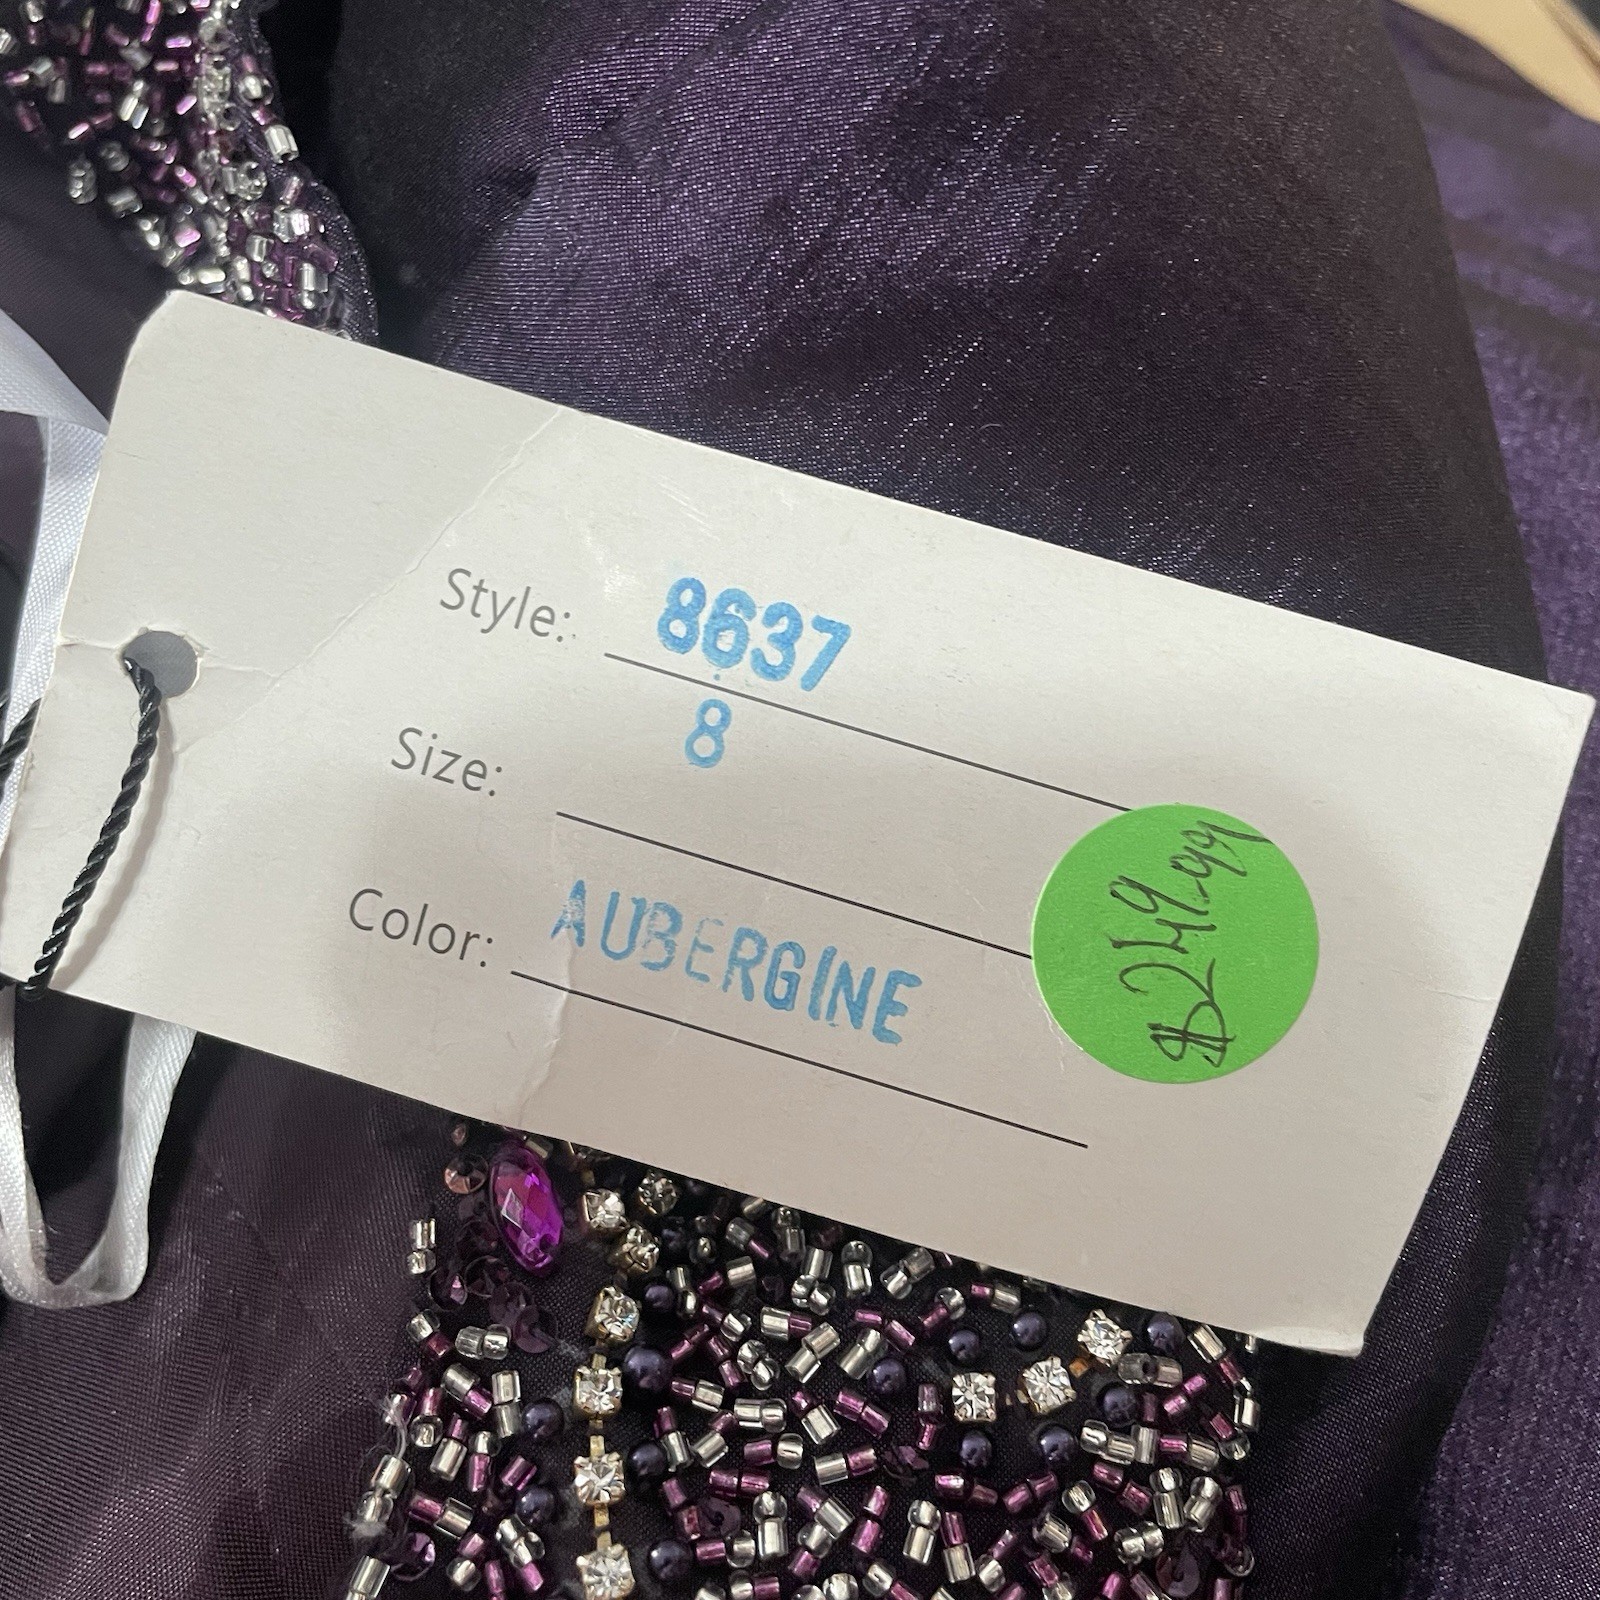 Style: 8637
Size: 8
Color: AUBERGINE
$249.99